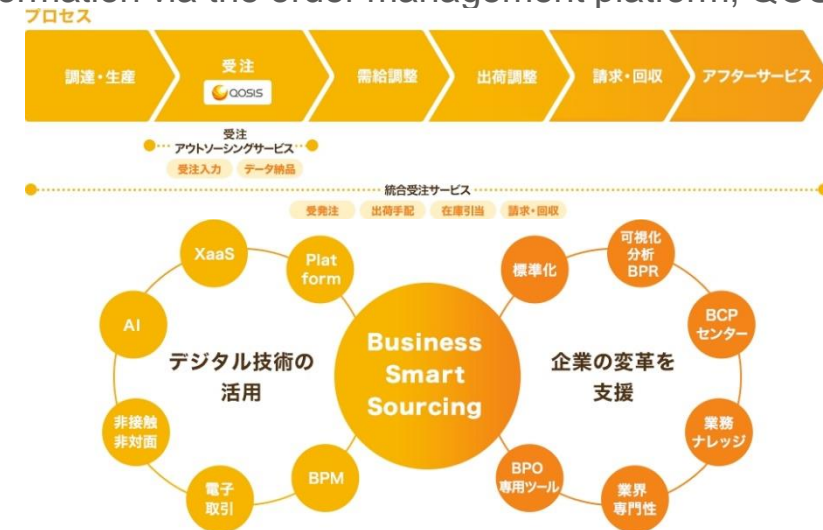 ormation via the order management platform, QOS
プロセス
調達・生産
受注
QOSIS
需給調整
出荷調整
請求・回収
アフターサービス
受注
アウトソーシングサービス
受注入力
データ納品
統合受注サービス
受発注
出荷手配
在庫引当
請求・回収
XaaS
Plat
form
AI
デジタル技術の
活用
非接触
非対面
電子
取引
BPM
Business
Smart
Sourcing
標準化
可視化
分析
BPR
BCP
センター
企業の変革を
支援
業務
ナレッジ
BPO
専用ツール
業界
専門性